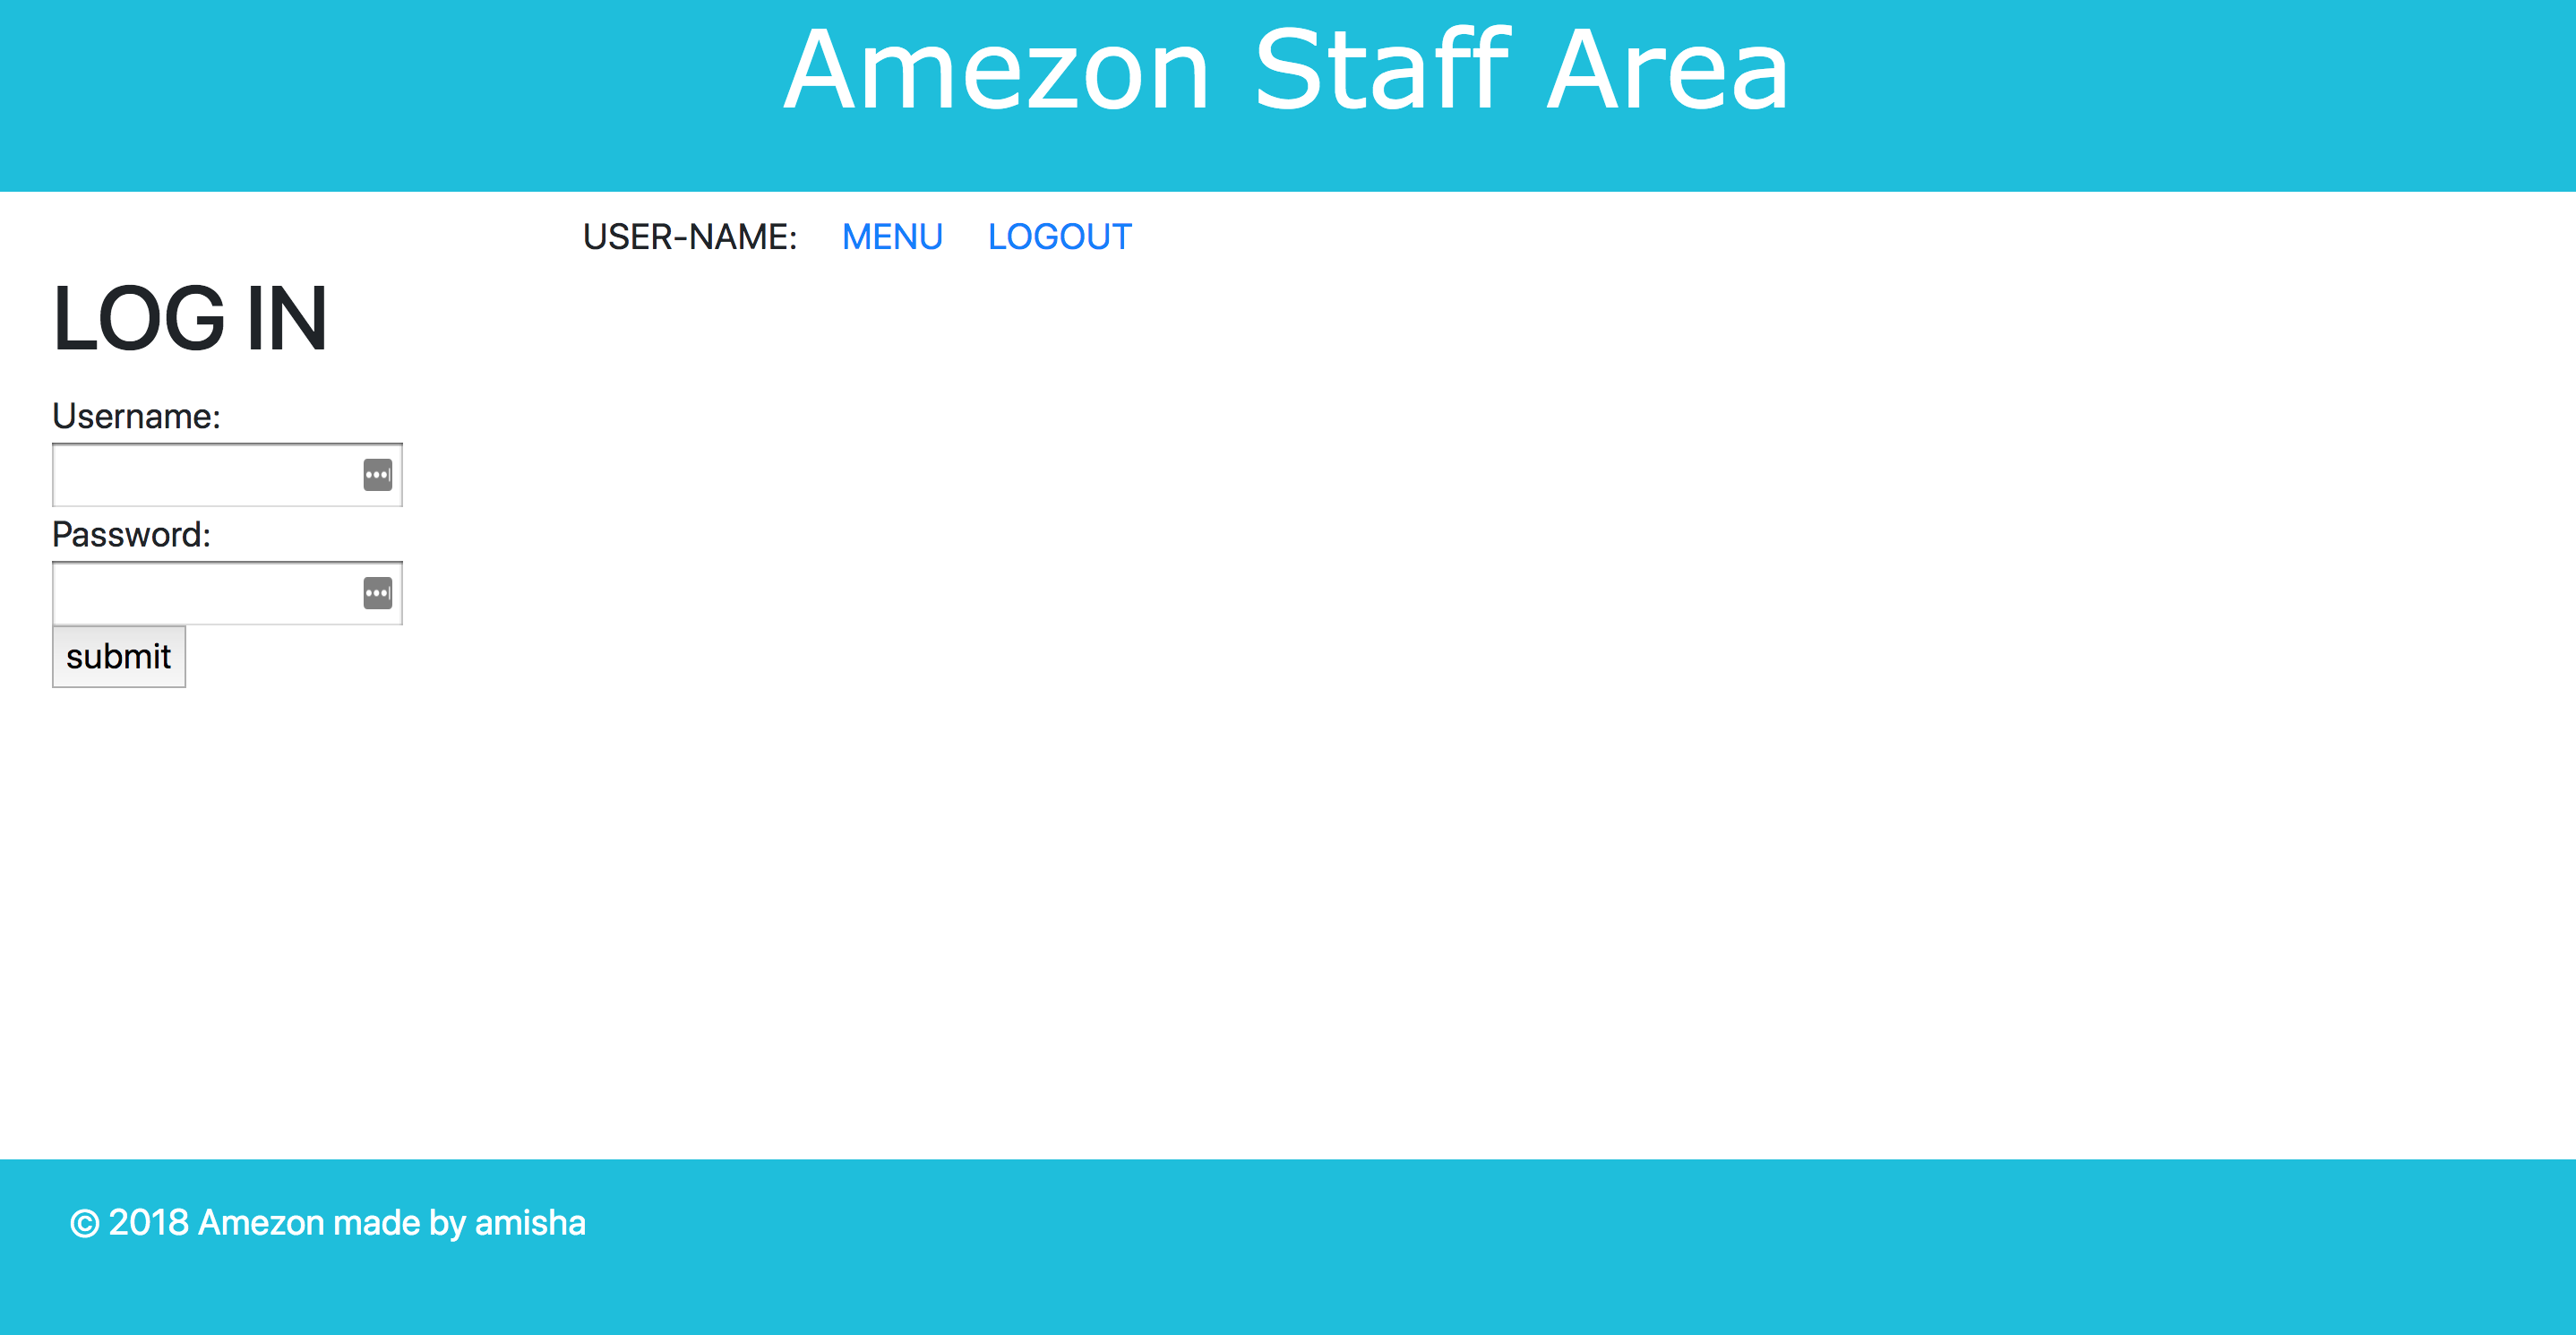 Amezon Staff Area
USER-NAME: MENU LOGOUT
LOG IN
Username:
Password:
submit
© 2018 Amezon made by amisha